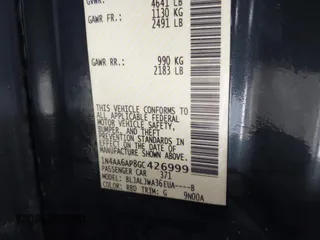 GVWR: 4641 LB
1130 KG
GAWR FR.: 2491 LB
990 KG
GAWR RR.: 2183 LB
THIS VEHICLE CONFORMS TO
ALL APPLICABLE FEDERAL
MOTOR VEHICLE SAFETY,
BUMPER, AND THEFT
PREVENTION STANDARDS IN
EFFECT ON THE DATE OF
MANUFACTURE SHOWN ABOVE.
1N4AA6AP8GC426999
PASSENGER CAR 371
MODEL: BLJALJWA36EUA----B
COLOR: RBD TRIM: G 9N00A